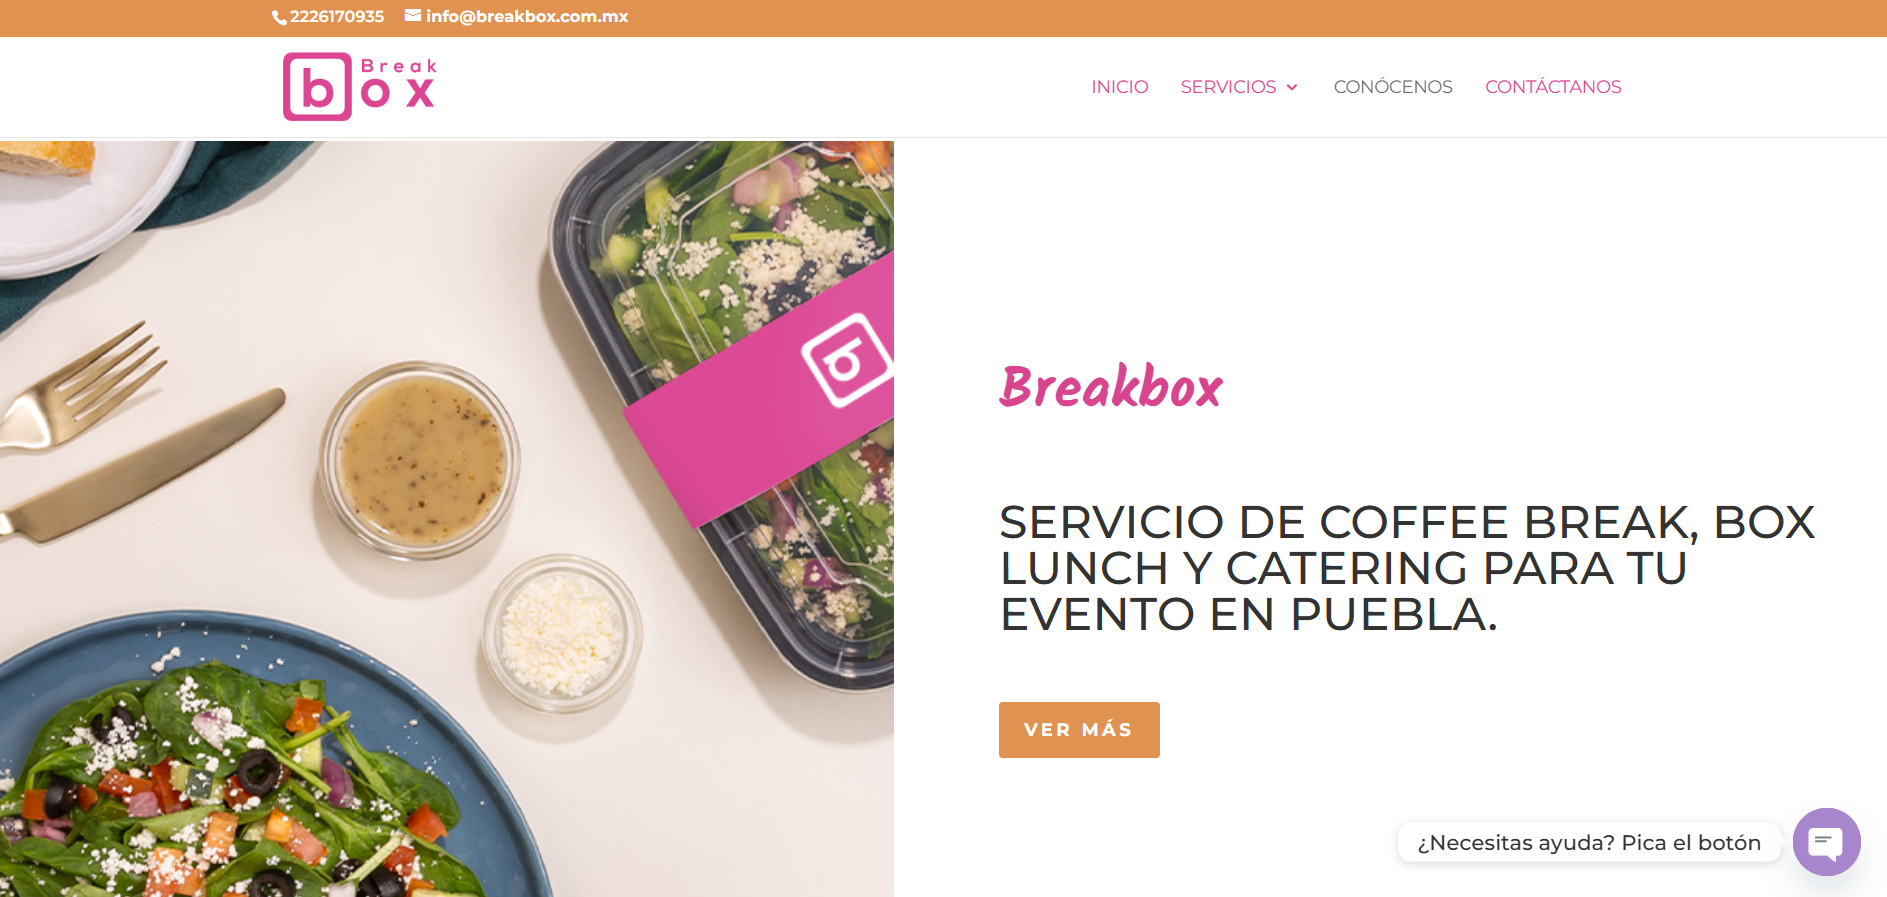 2226170935 info@breakbox.com.mx
b Break
ox
INICIO SERVICIOS CONÓCENOS CONTÁCTANOS
b
Breakbox
SERVICIO DE COFFEE BREAK, BOX
LUNCH Y CATERING PARA TU
EVENTO EN PUEBLA.
VER MÁS
¿Necesitas ayuda? Pica el botón